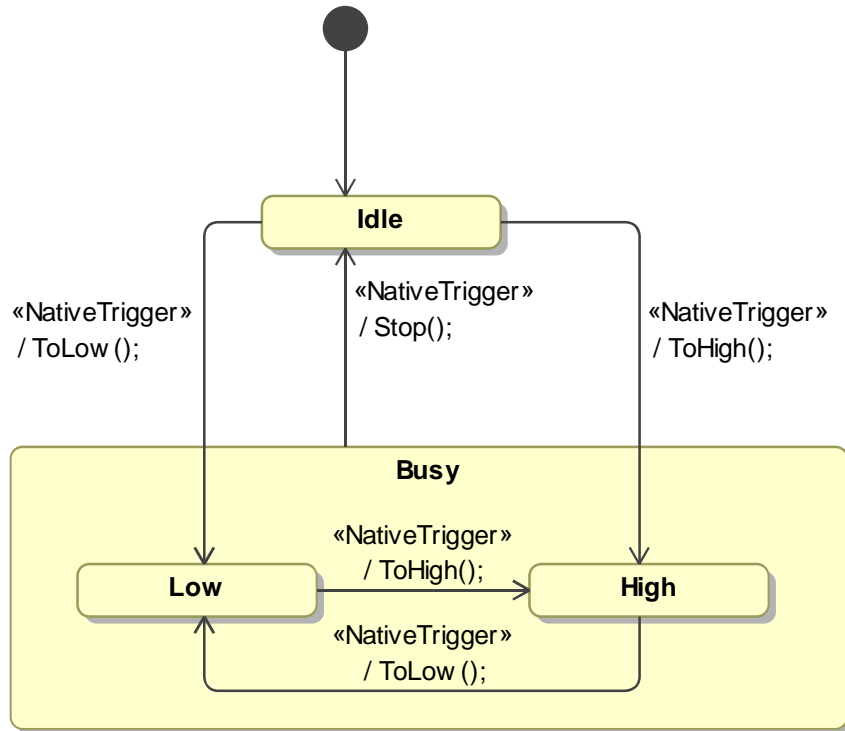 Idle
«NativeTrigger»
/ ToLow ();
«NativeTrigger»
/ Stop();
«NativeTrigger»
/ ToHigh();
Busy
«NativeTrigger»
/ ToHigh();
Low
High
«NativeTrigger»
/ ToLow ();